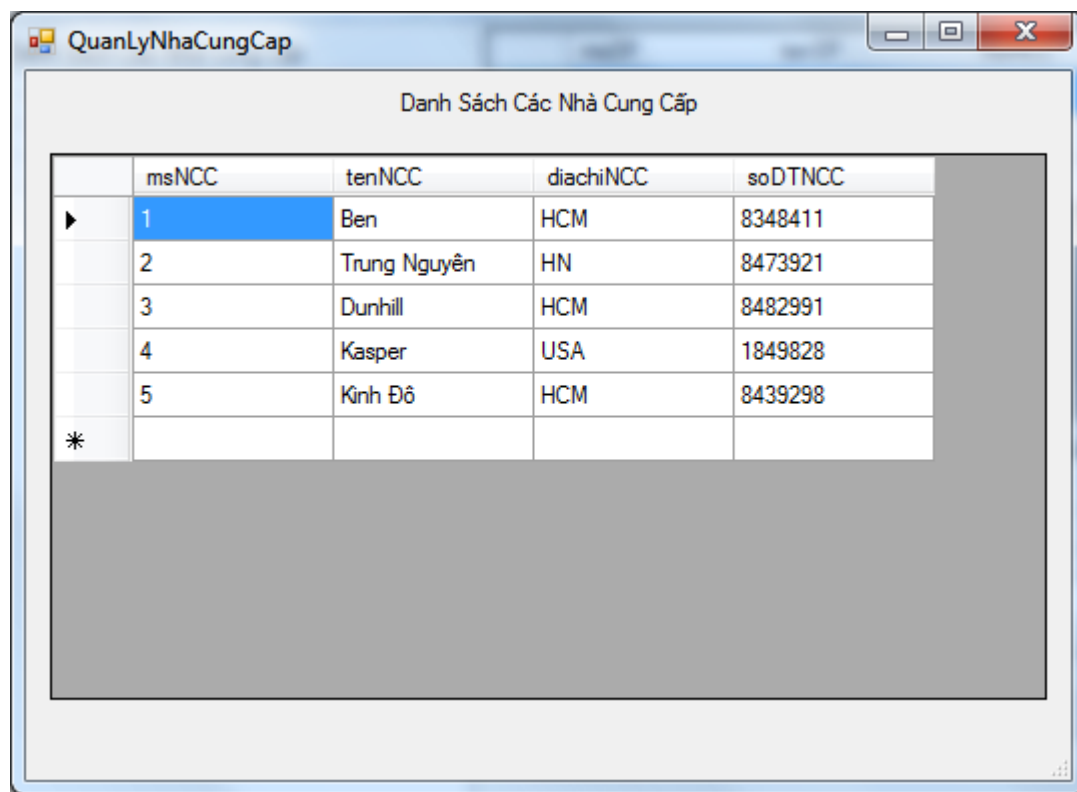 QuanLyNhaCungCap
Danh Sách Các Nhà Cung Cấp
msNCC tenNCC diachiNCC soDTNCC
1 Ben HCM 8348411
2 Trung Nguyên HN 8473921
3 Dunhill HCM 8482991
4 Kasper USA 1849828
5 Kinh Đô HCM 8439298